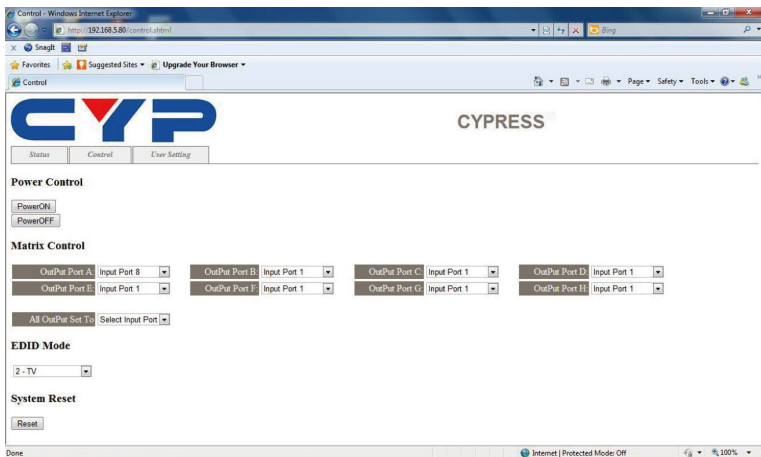 Control - Windows Internet Explorer
http://192.168.5.80/control.shtml
Bing
x SnagIt
Favorites Suggested Sites Upgrade Your Browser
Control Page Safety Tools
CYP
CYPRESS
Status Control User Setting
Power Control
PowerON
PowerOFF
Matrix Control
OutPut Port A: Input Port 8 OutPut Port B: Input Port 1 OutPut Port C: Input Port 1 OutPut Port D: Input Port 1
OutPut Port E: Input Port 1 OutPut Port F: Input Port 1 OutPut Port G: Input Port 1 OutPut Port H: Input Port 1
All OutPut Set To Select Input Port
EDID Mode
2 - TV
System Reset
Reset
Done Internet | Protected Mode: Off 100%